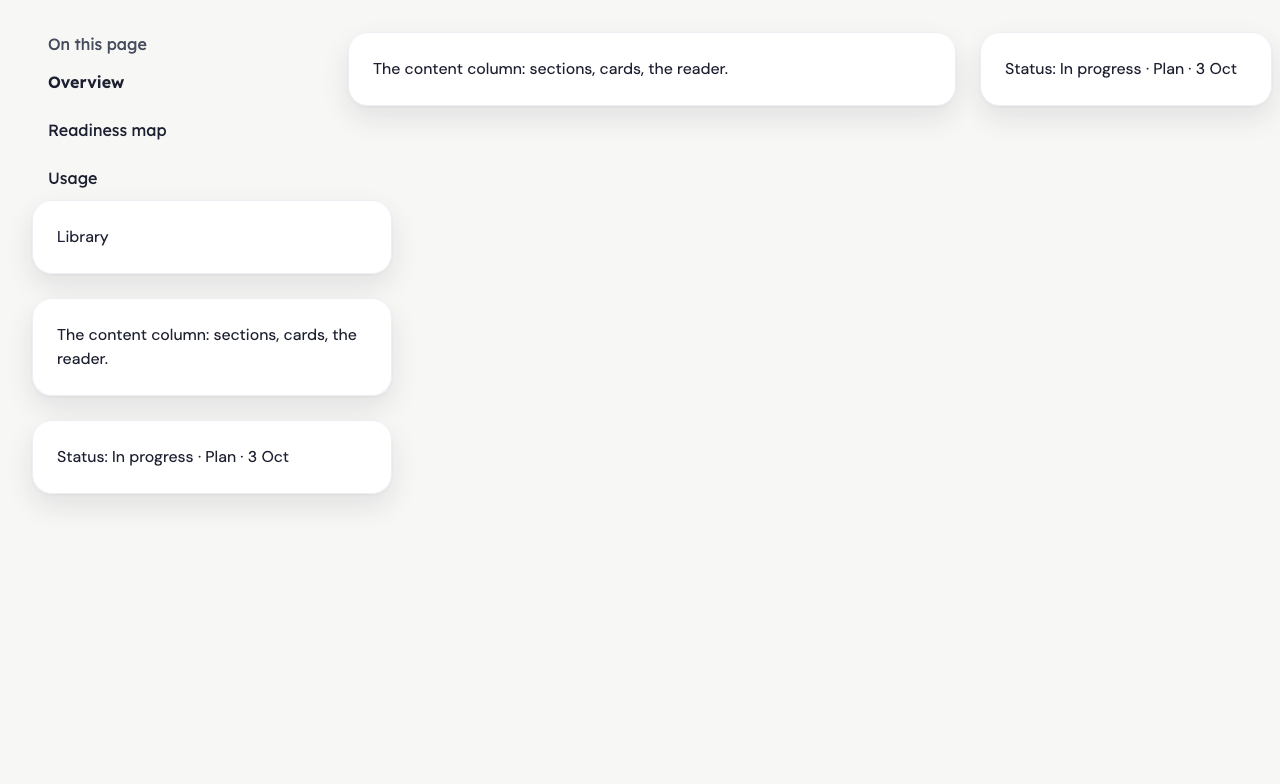 On this page
Overview
Readiness map
Usage
The content column: sections, cards, the reader.
Status: In progress · Plan · 3 Oct
Library
The content column: sections, cards, the
reader.
Status: In progress · Plan · 3 Oct